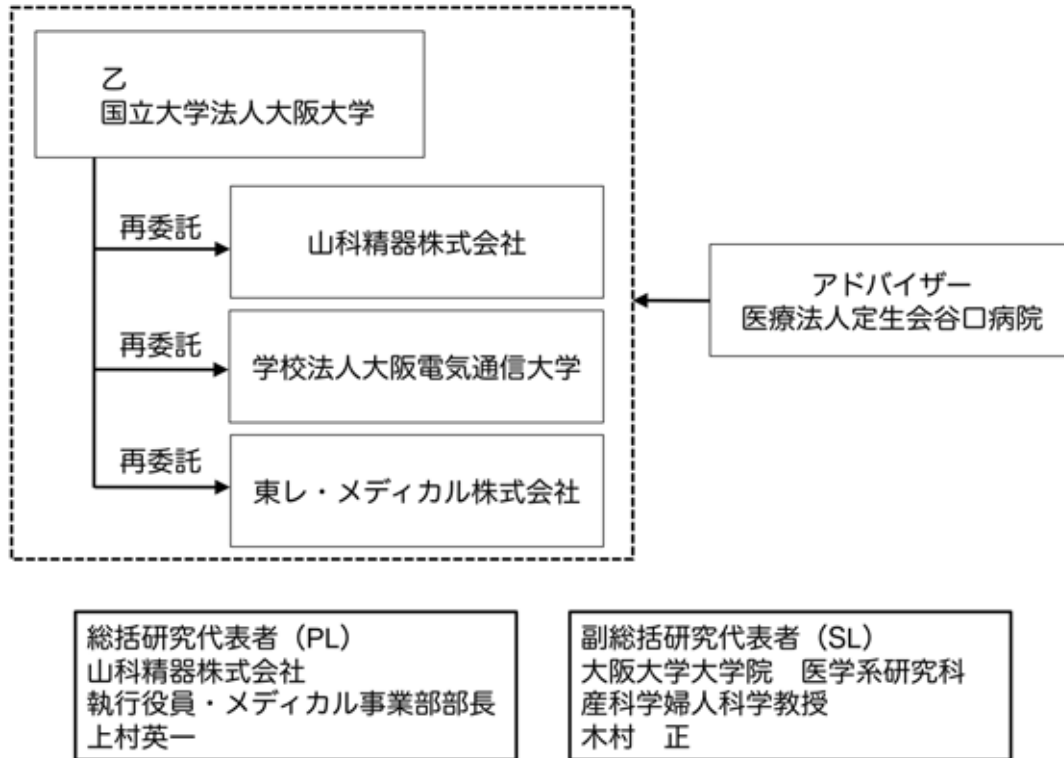 乙
国立大学法人大阪大学
再委託
山科精器株式会社
再委託
学校法人大阪電気通信大学
再委託
東レ・メディカル株式会社
アドバイザー
医療法人定生会谷口病院
総括研究代表者（PL）
山科精器株式会社
執行役員・メディカル事業部部長
上村英一
副総括研究代表者（SL）
大阪大学大学院　医学系研究科
産科学婦人科学教授
木村　正